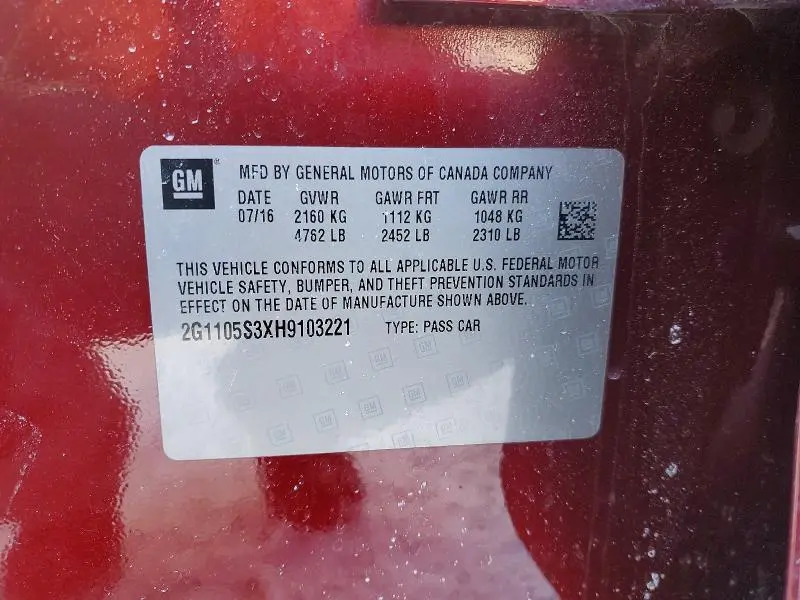 GM
MFD BY GENERAL MOTORS OF CANADA COMPANY
DATE GVWR GAWR FRT GAWR RR
07/16 2160 KG 1112 KG 1048 KG
4762 LB 2452 LB 2310 LB
THIS VEHICLE CONFORMS TO ALL APPLICABLE U.S. FEDERAL MOTOR
VEHICLE SAFETY, BUMPER, AND THEFT PREVENTION STANDARDS IN
EFFECT ON THE DATE OF MANUFACTURE SHOWN ABOVE.
2G1105S3XH9103221 TYPE: PASS CAR